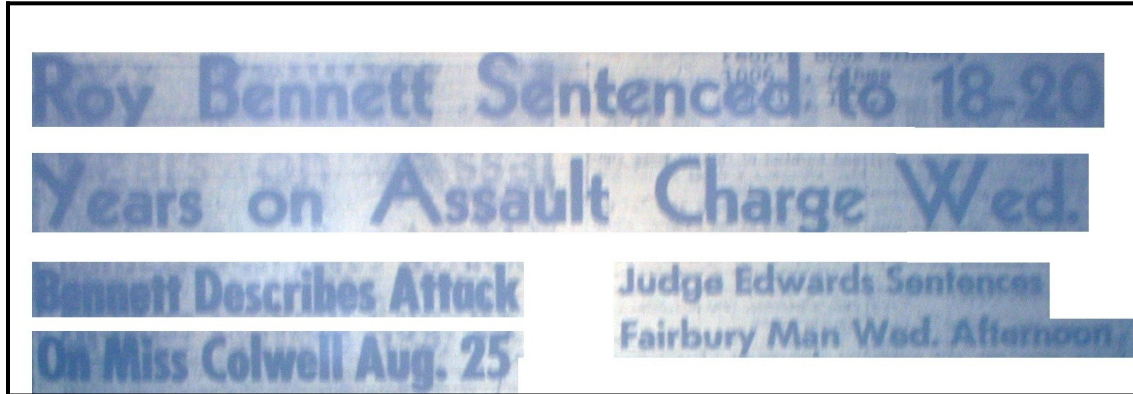 Roy Bennett Sentenced to 18-20
Years on Assault Charge Wed.
Bennett Describes Attack
On Miss Colwell Aug. 25
Judge Edwards Sentences
Fairbury Man Wed. Afternoon